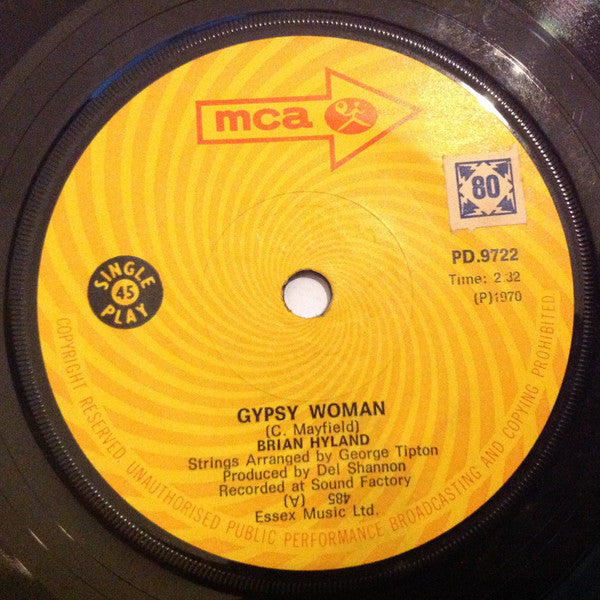 mca
80
PD.9722
Time: 2.32
(P)1970
SINGLE
45
PLAY
GYPSY WOMAN
(C. Mayfield)
BRIAN HYLAND
Strings Arranged by George Tipton
Produced by Del Shannon
Recorded at Sound Factory
485 (A)
Essex Music Ltd.
COPYRIGHT RESERVED. UNAUTHORISED PUBLIC PERFORMANCE BROADCASTING AND COPYING PROHIBITED.